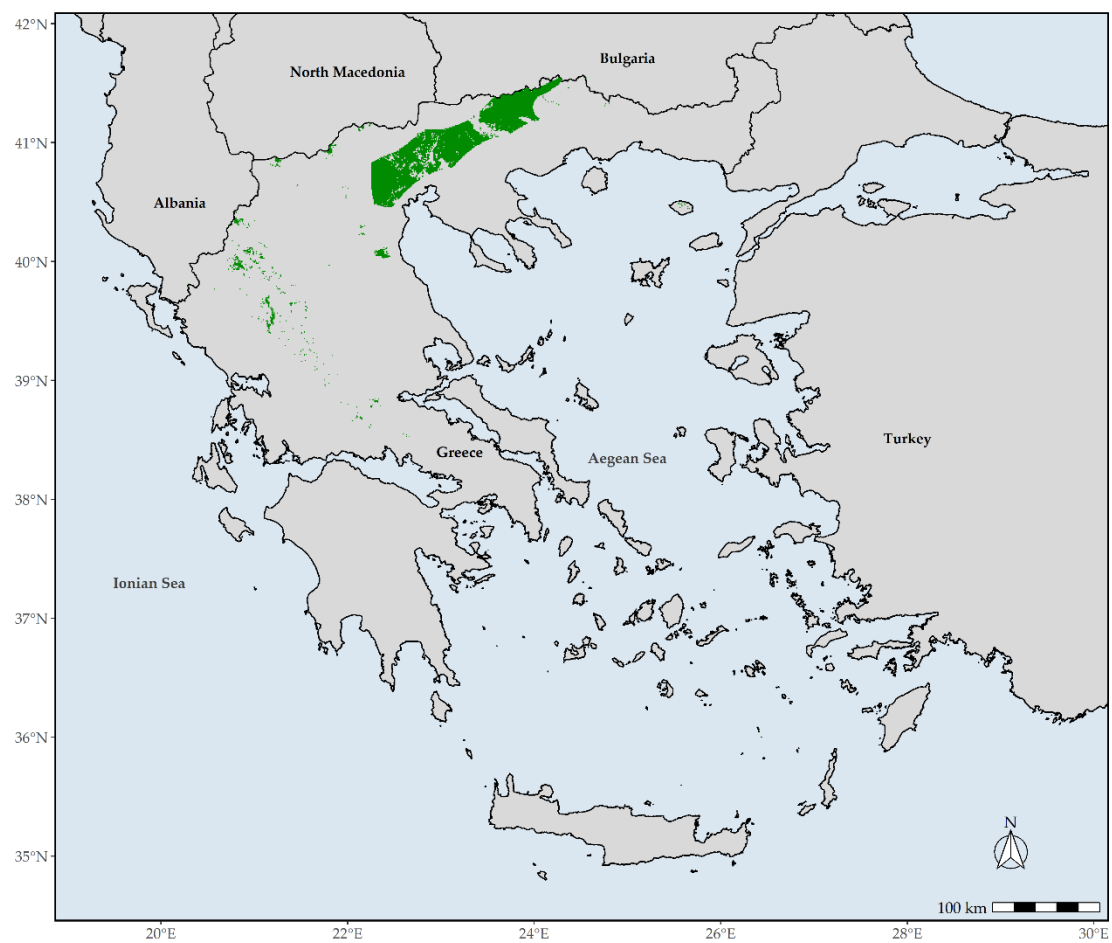 42°N
Bulgaria
North Macedonia
41°N
Albania
40°N
39°N
Greece
Aegean Sea
Turkey
38°N
Ionian Sea
37°N
36°N
35°N
N
100 km
20°E 22°E 24°E 26°E 28°E 30°E